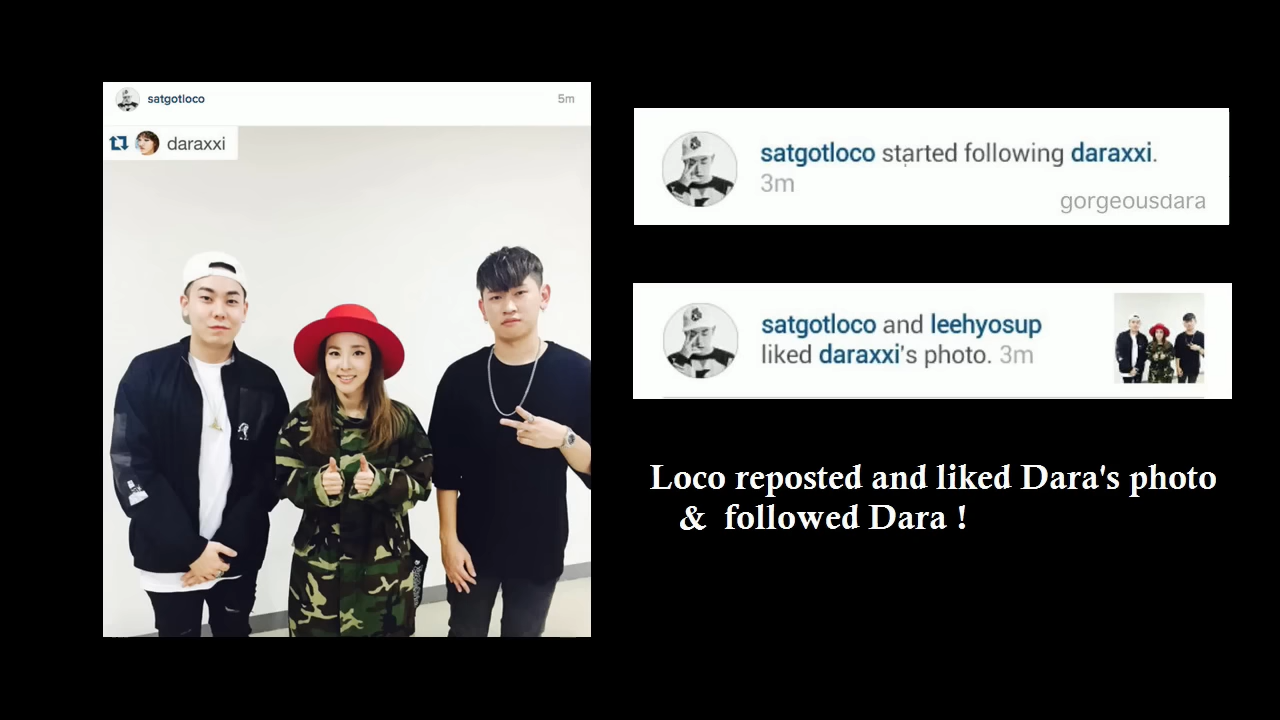 satgotloco 5m
daraxxi
satgotloco started following daraxxi.
3m
gorgeousdara
satgotloco and leehyosup
liked daraxxi's photo. 3m
Loco reposted and liked Dara's photo
& followed Dara !